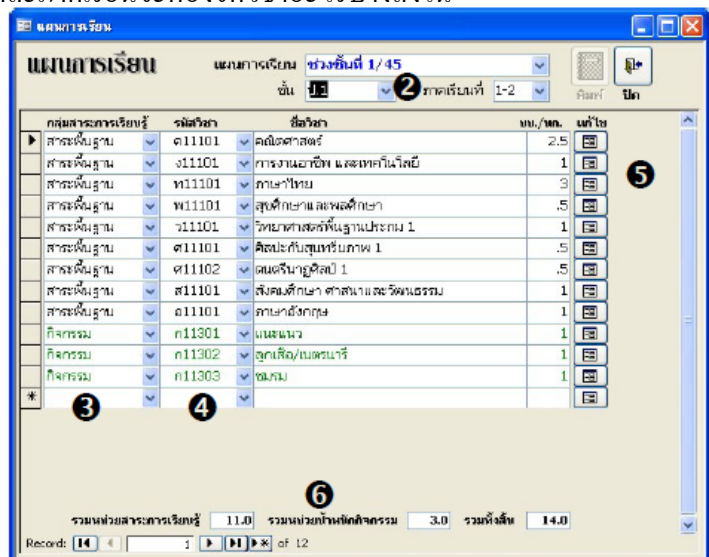 แผนการเรียน
แผนการเรียน
แผนการเรียน ช่วงชั้นที่ 1/45
ชั้น ป.1 2 ภาคเรียนที่ 1-2
พิมพ์ ปิด
กลุ่มสาระการเรียนรู้ รหัสวิชา ชื่อวิชา นน./นก. แก้ไข
สาระพื้นฐาน ค11101 คณิตศาสตร์ 2.5
สาระพื้นฐาน ง11101 การงานอาชีพ และเทคโนโลยี 1
สาระพื้นฐาน ท11101 ภาษาไทย 3
5
สาระพื้นฐาน พ11101 สุขศึกษาและพลศึกษา .5
สาระพื้นฐาน ว11101 วิทยาศาสตร์พื้นฐานประถม 1 1
สาระพื้นฐาน ศ11101 ศิลปะกับสุนทรียภาพ 1 .5
สาระพื้นฐาน ศ11102 ดนตรีนาฏศิลป์ 1 .5
สาระพื้นฐาน ส11101 สังคมศึกษา ศาสนาและวัฒนธรรม 1
สาระพื้นฐาน อ11101 ภาษาอังกฤษ 1
กิจกรรม ก11301 แนะแนว 1
กิจกรรม ก11302 ลูกเสือ/เนตรนารี 1
กิจกรรม ก11303 ชมรม 1
3 4
6
รวมหน่วยสาระการเรียนรู้ 11.0 รวมหน่วยน้ำหนักกิจกรรม 3.0 รวมทั้งสิ้น 14.0
Record: 1 of 12